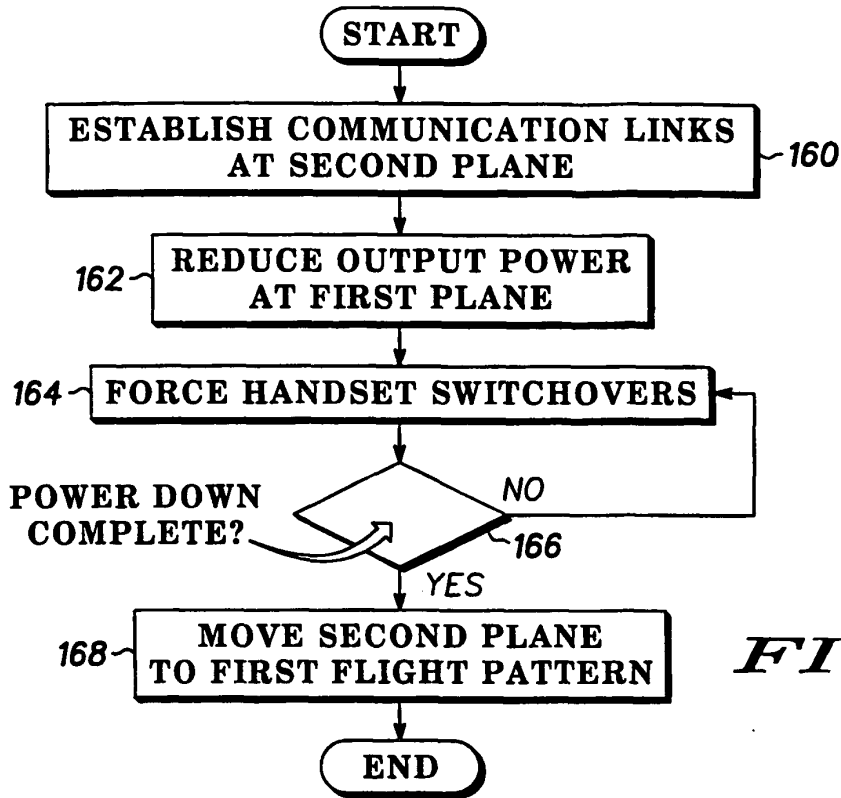 START
ESTABLISH COMMUNICATION LINKS
AT SECOND PLANE
160
162
REDUCE OUTPUT POWER
AT FIRST PLANE
164
FORCE HANDSET SWITCHOVERS
POWER DOWN
COMPLETE?
NO
166
YES
168
MOVE SECOND PLANE
TO FIRST FLIGHT PATTERN
FI
END